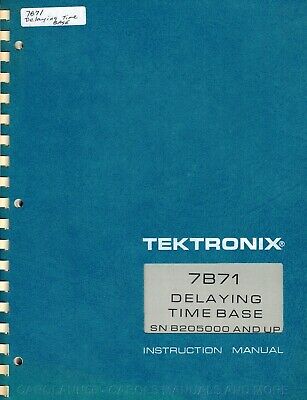 7B71
Delaying Time
BASE
TEKTRONIX®
7B71
DELAYING
TIME BASE
SN B205000 AND UP
INSTRUCTION MANUAL